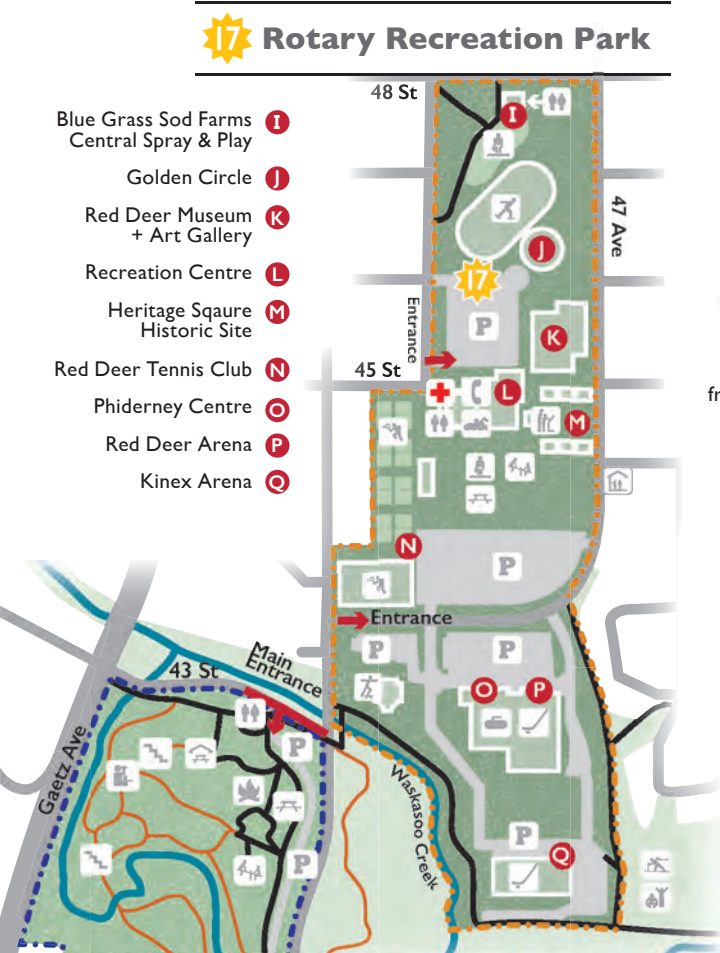 17 Rotary Recreation Park
48 St
Blue Grass Sod Farms
Central Spray & Play
I
Golden Circle J
Red Deer Museum
+ Art Gallery
K
Recreation Centre L
Heritage Sqaure
Historic Site
M
Red Deer Tennis Club N
Phiderney Centre O
Red Deer Arena P
Kinex Arena Q
I
47 Ave
J
17
P
Entrance
K
45 St
L
M
fr
N
P
Entrance
P
P
Main
Entrance
43 St
O
P
P
Gaetz Ave
Waskasoo Creek
P
Q
P